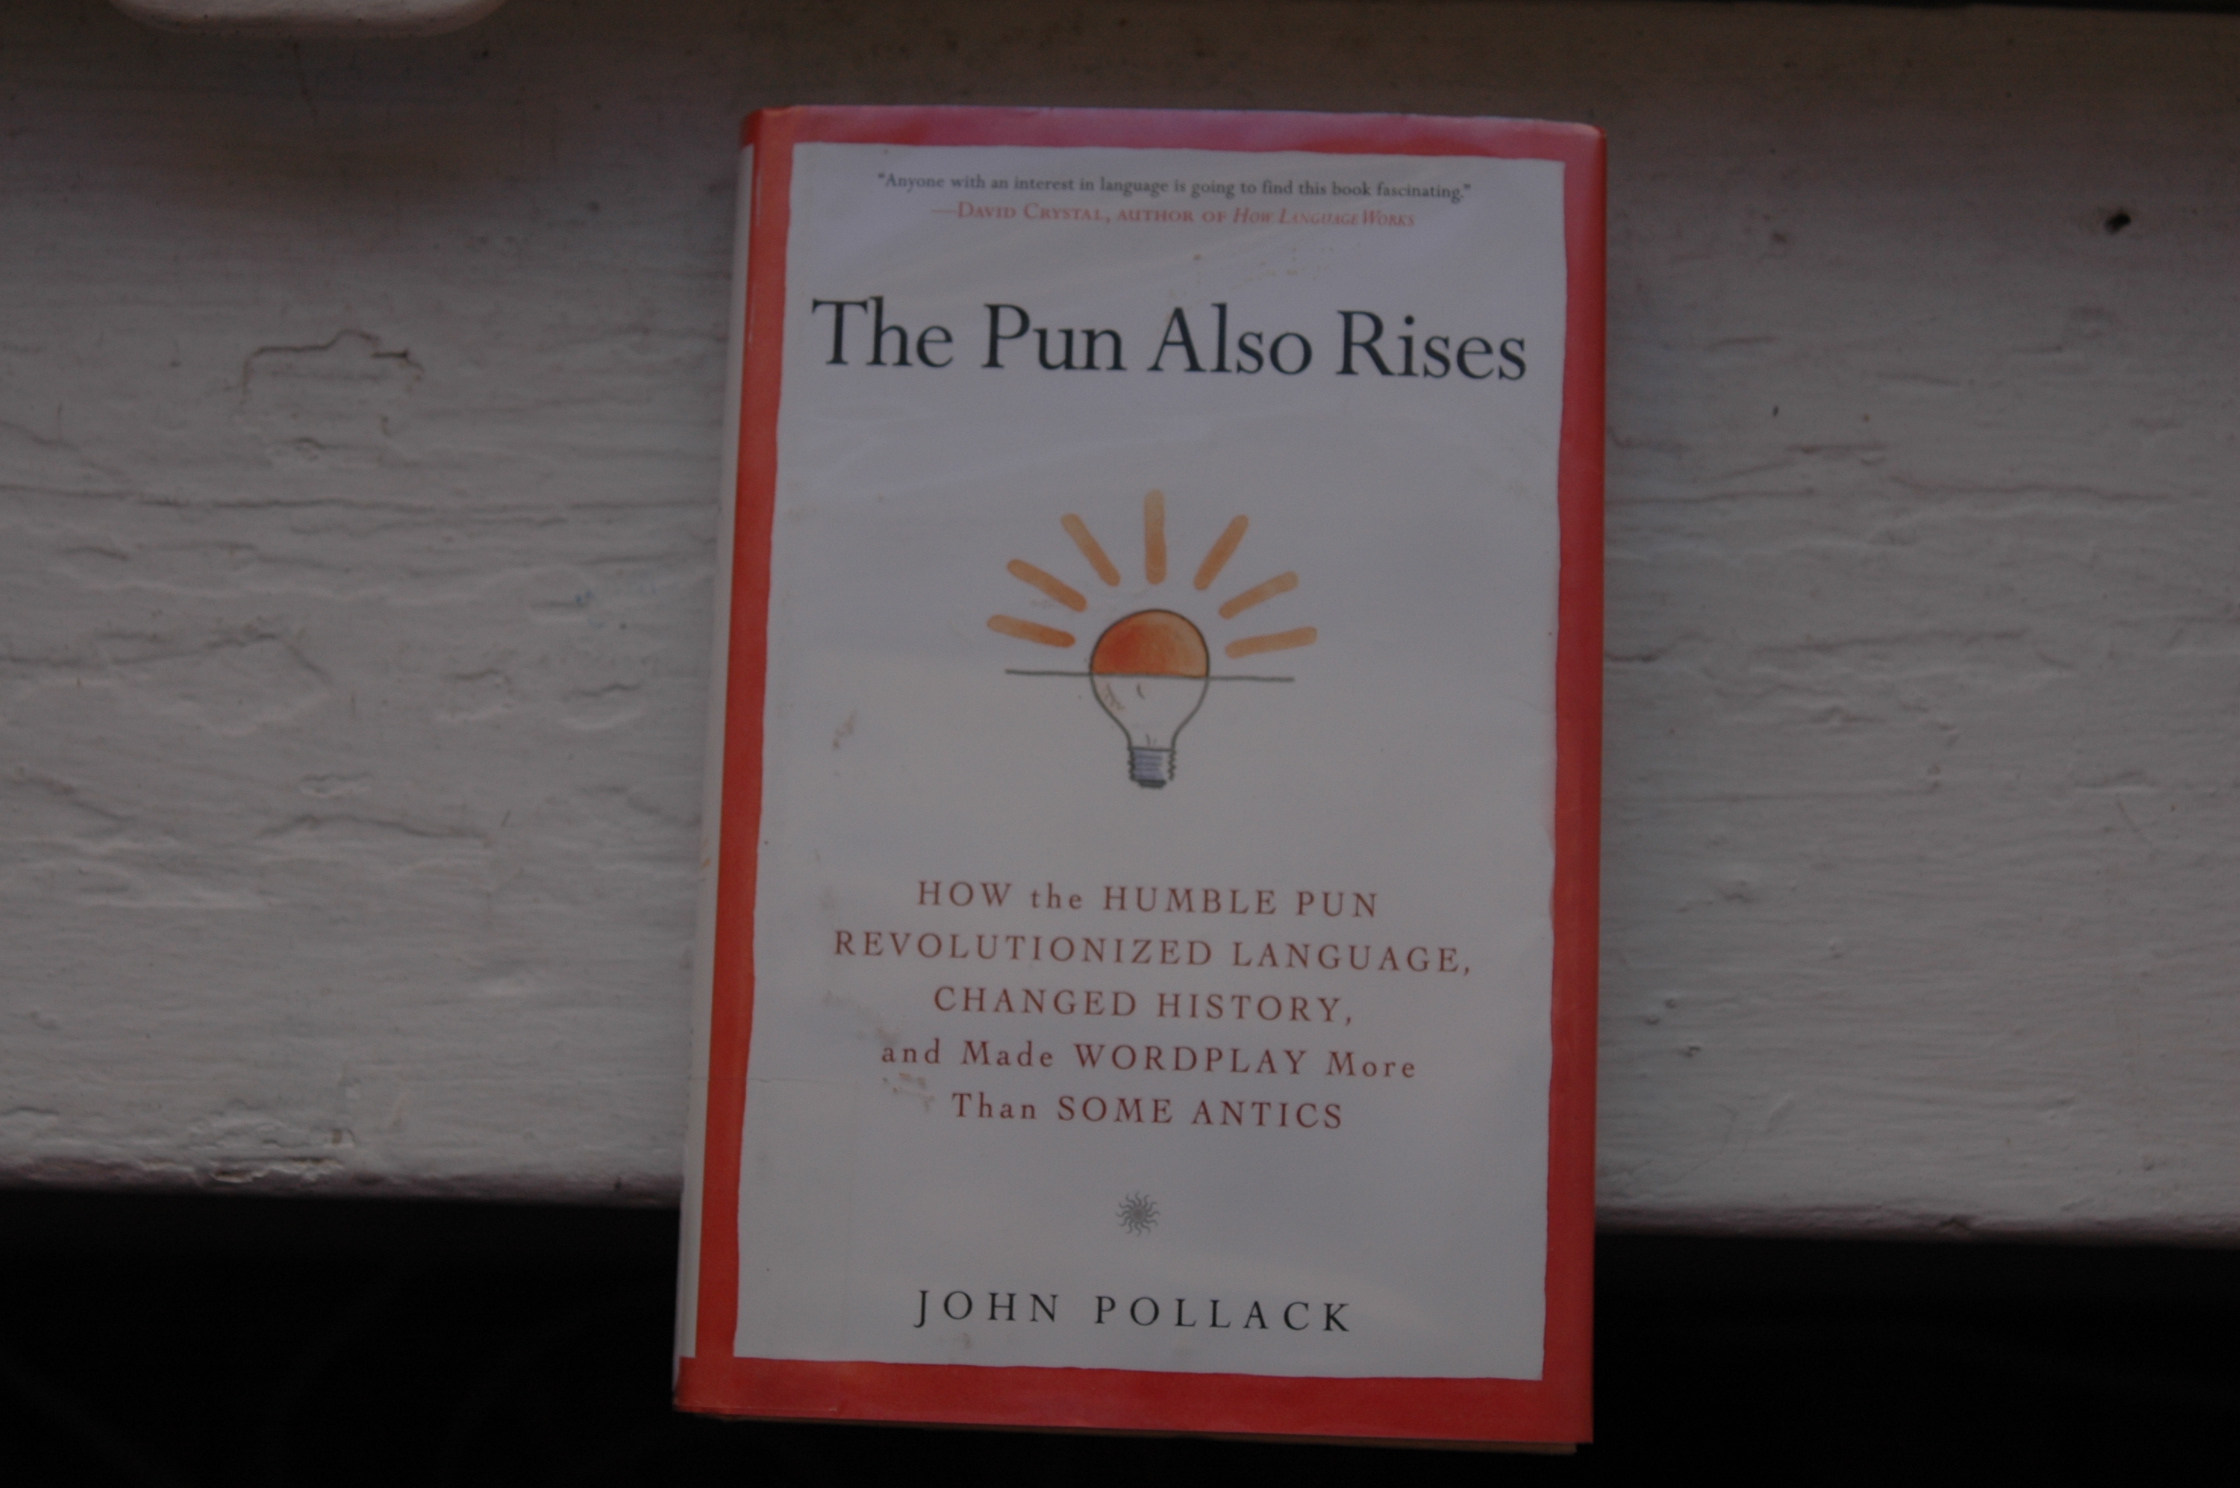 "Anyone with an interest in language is going to find this book fascinating."
—DAVID CRYSTAL, AUTHOR OF HOW LANGUAGE WORKS
The Pun Also Rises
HOW the HUMBLE PUN
REVOLUTIONIZED LANGUAGE,
CHANGED HISTORY,
and Made WORDPLAY More
Than SOME ANTICS
JOHN POLLACK